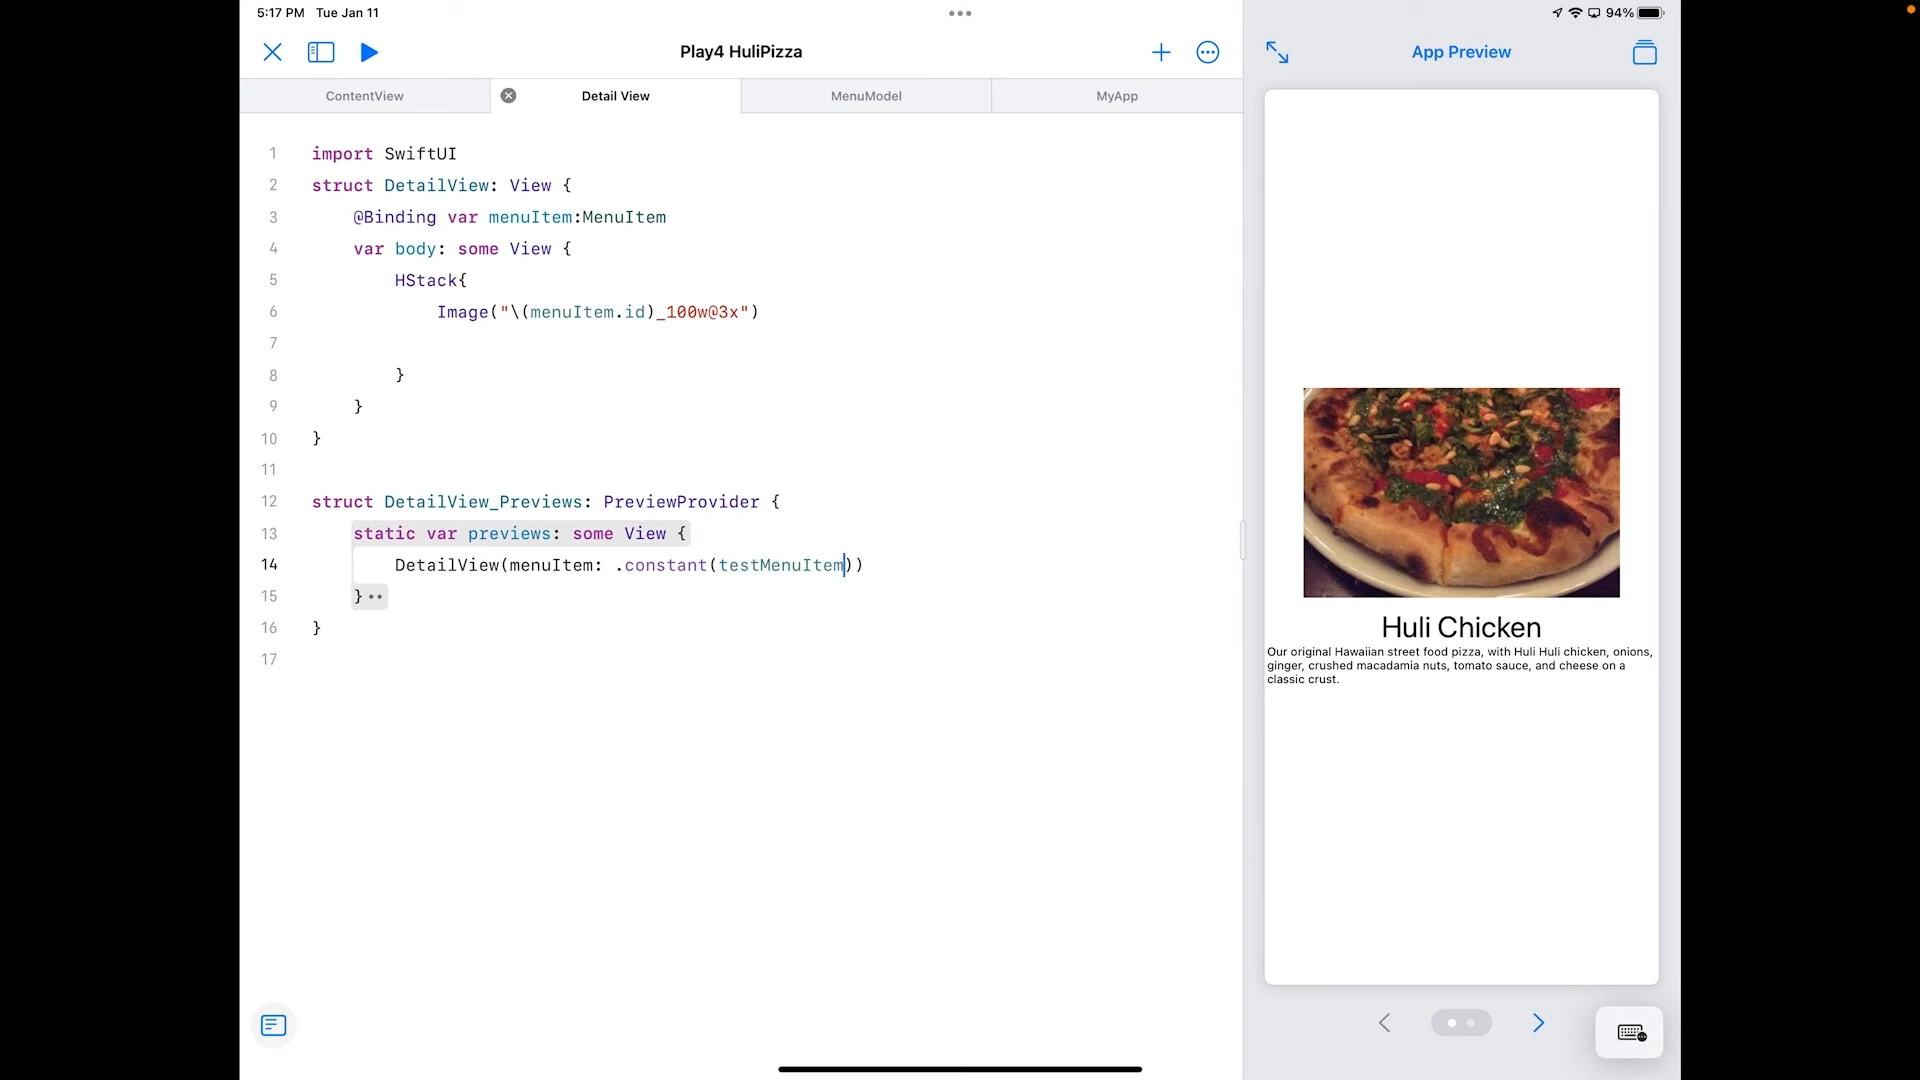 5:17 PM Tue Jan 11
94%
Play4 HuliPizza
App Preview
ContentView
Detail View
MenuModel
MyApp
1 import SwiftUI
2 struct DetailView: View {
3 @Binding var menuItem:MenuItem
4 var body: some View {
5 HStack{
6 Image("\(menuItem.id)_100w@3x")
7
8 }
9 }
10 }
11
12 struct DetailView_Previews: PreviewProvider {
13 static var previews: some View {
14 DetailView(menuItem: .constant(testMenuItem))
15 }
16 }
17
Huli Chicken
Our original Hawaiian street food pizza, with Huli Huli chicken, onions,
ginger, crushed macadamia nuts, tomato sauce, and cheese on a
classic crust.